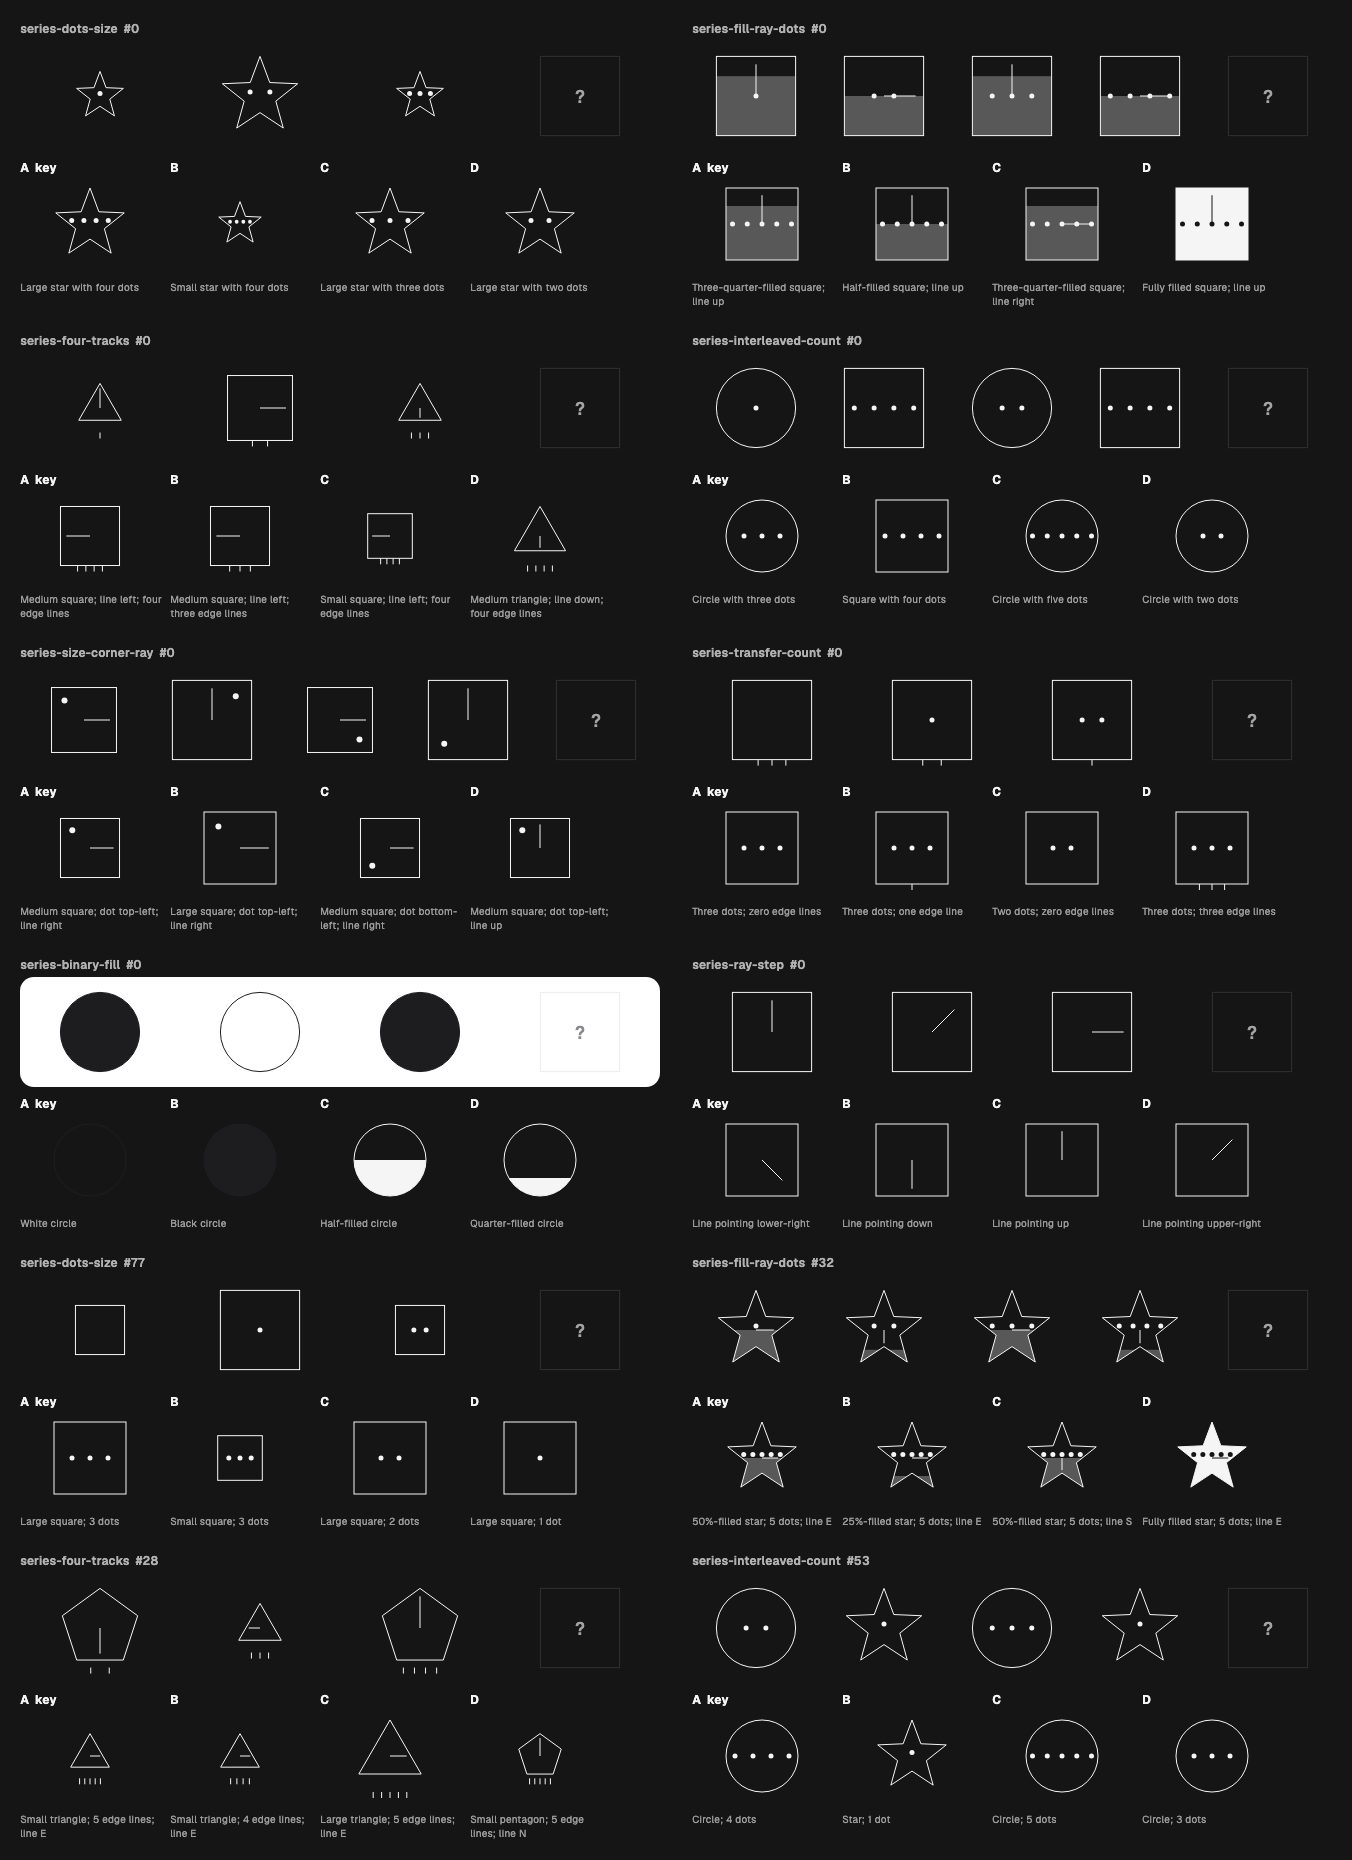 series-dots-size #0
?
A key
B
C
D
Large star with four dots
Small star with four dots
Large star with three dots
Large star with two dots
series-fill-ray-dots #0
?
A key
B
C
D
Three-quarter-filled square;
line up
Half-filled square; line up
Three-quarter-filled square;
line right
Fully filled square; line up
series-four-tracks #0
?
A key
B
C
D
Medium square; line left; four
edge lines
Medium square; line left;
three edge lines
Small square; line left; four
edge lines
Medium triangle; line down;
four edge lines
series-interleaved-count #0
?
A key
B
C
D
Circle with three dots
Square with four dots
Circle with five dots
Circle with two dots
series-size-corner-ray #0
?
A key
B
C
D
Medium square; dot top-left;
line right
Large square; dot top-left;
line right
Medium square; dot bottom-
left; line right
Medium square; dot top-left;
line up
series-transfer-count #0
?
A key
B
C
D
Three dots; zero edge lines
Three dots; one edge line
Two dots; zero edge lines
Three dots; three edge lines
series-binary-fill #0
?
A key
B
C
D
White circle
Black circle
Half-filled circle
Quarter-filled circle
series-ray-step #0
?
A key
B
C
D
Line pointing lower-right
Line pointing down
Line pointing up
Line pointing upper-right
series-dots-size #77
?
A key
B
C
D
Large square; 3 dots
Small square; 3 dots
Large square; 2 dots
Large square; 1 dot
series-fill-ray-dots #32
?
A key
B
C
D
50%-filled star; 5 dots; line E
25%-filled star; 5 dots; line E
50%-filled star; 5 dots; line S
Fully filled star; 5 dots; line E
series-four-tracks #28
?
A key
B
C
D
Small triangle; 5 edge lines;
line E
Small triangle; 4 edge lines;
line E
Large triangle; 5 edge lines;
line E
Small pentagon; 5 edge
lines; line N
series-interleaved-count #53
?
A key
B
C
D
Circle; 4 dots
Star; 1 dot
Circle; 5 dots
Circle; 3 dots